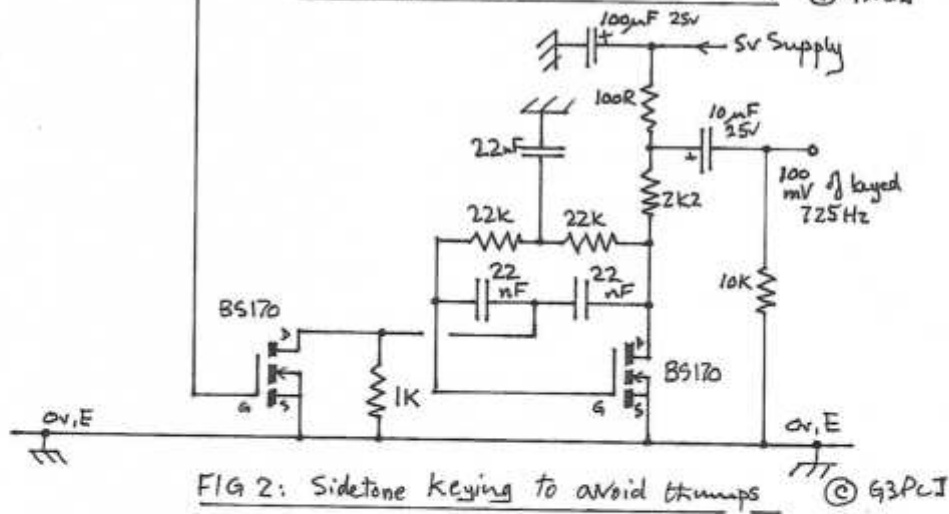 100µF 25v
+
5v Supply
100R
10µF
25V
+
22nF
2K2
100
mV of keyed
725Hz
22K
22K
22
nF
22
nF
10K
BS170
D
G
S
1K
D
G
S
BS170
0v, E
0v, E
FIG 2: Sidetone Keying to avoid thumps
© G3PCJ